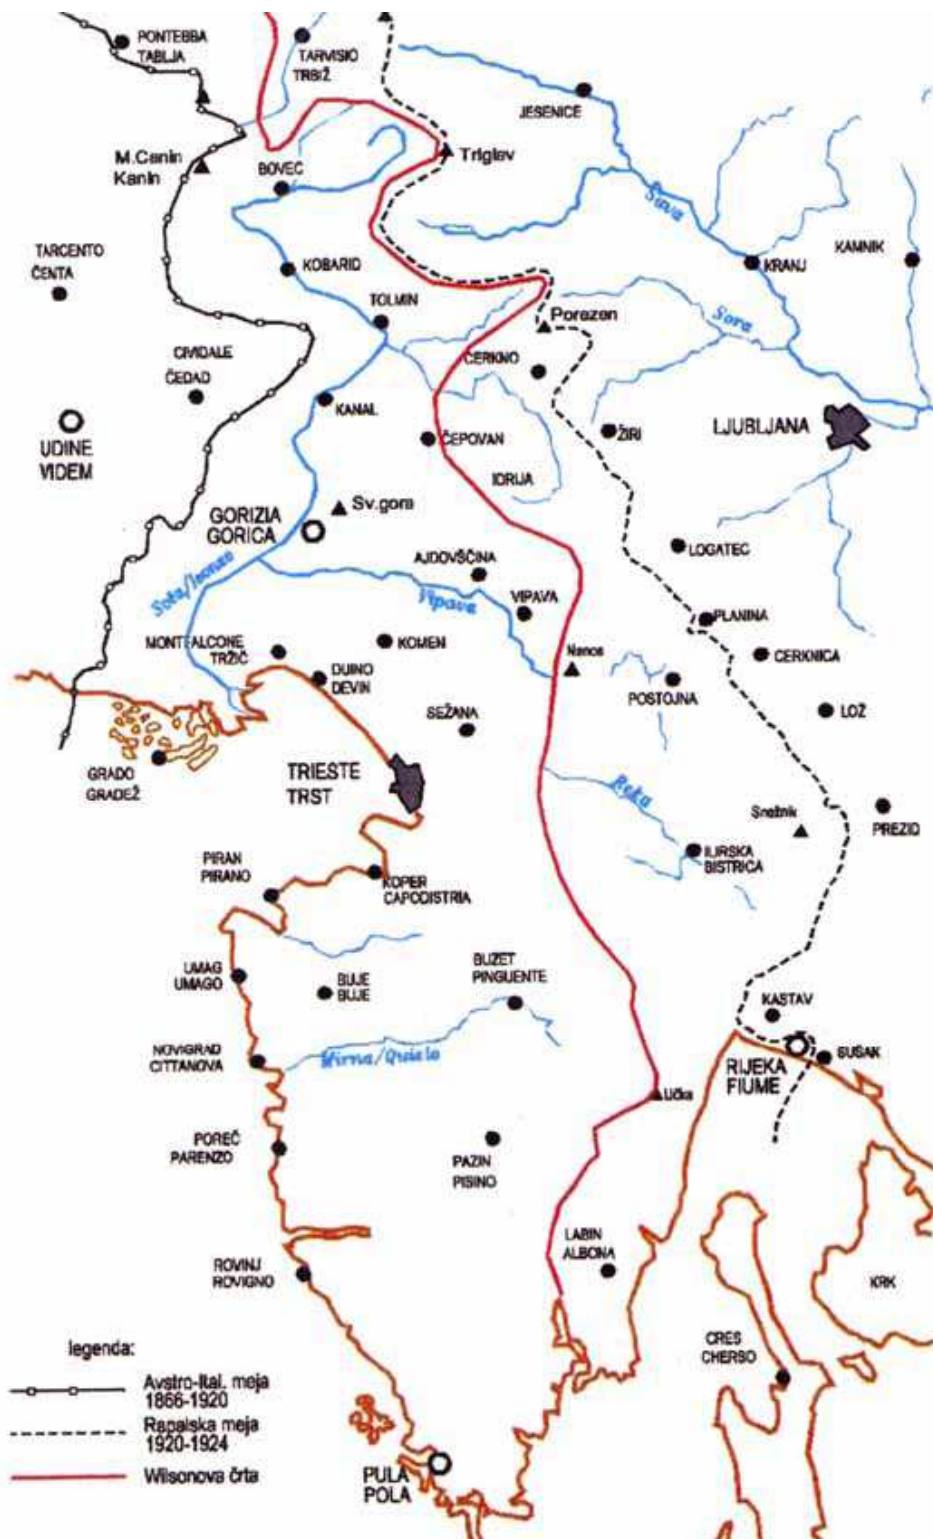 PONTEBBA
TABLJA
TARVISIO
TRBIŽ
JESENICE
M.Canin
Kanin
BOVEC
Triglav
Sava
KAMNIK
TARCENTO
ČENTA
KOBARID
KRANJ
TOLMIN
Porezen
Sora
CIVIDALE
ČEDAD
ČERKNO
KANAL
UDINE
VIDEM
ČEPOVAN
ŽIRI
LJUBLJANA
IDRIJA
Sv.gora
GORIZIA
GORICA
LOGATEC
AJDOVŠČINA
Soča/Isonzo
Vipava
VIPAVA
PLANINA
MONTFALCONE
TRŽIČ
KOMEN
Nanos
CERKNICA
DUINO
DEVIN
POSTOJNA
SEŽANA
LOŽ
GRADO
GRADEŽ
TRIESTE
TRST
Reka
Snežnik
PREZID
ILIRSKA
BISTRICA
PIRAN
PIRANO
KOPER
CAPODISTRIA
UMAG
UMAGO
BUJE
BUJE
BUZET
PINGUENTE
KASTAV
NOVIGRAD
CITTANOVA
Mirna/Quieto
RIJEKA
FIUME
SUŠAK
Učka
POREČ
PARENZO
PAZIN
PISINO
LABIN
ALBONA
ROVINJ
ROVIGNO
KRK
CRES
CHERSO
legenda:
Avstro-Ital. meja
1866-1920
Rapalska meja
1920-1924
Wilsonova črta
PULA
POLA